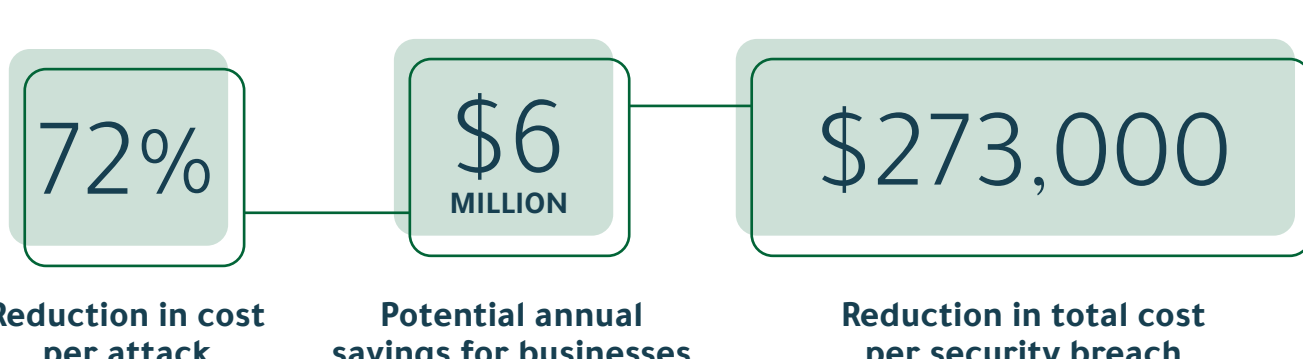 72%
Reduction in cost
per attack
$6
MILLION
Potential annual
savings for businesses
$273,000
Reduction in total cost
per security breach